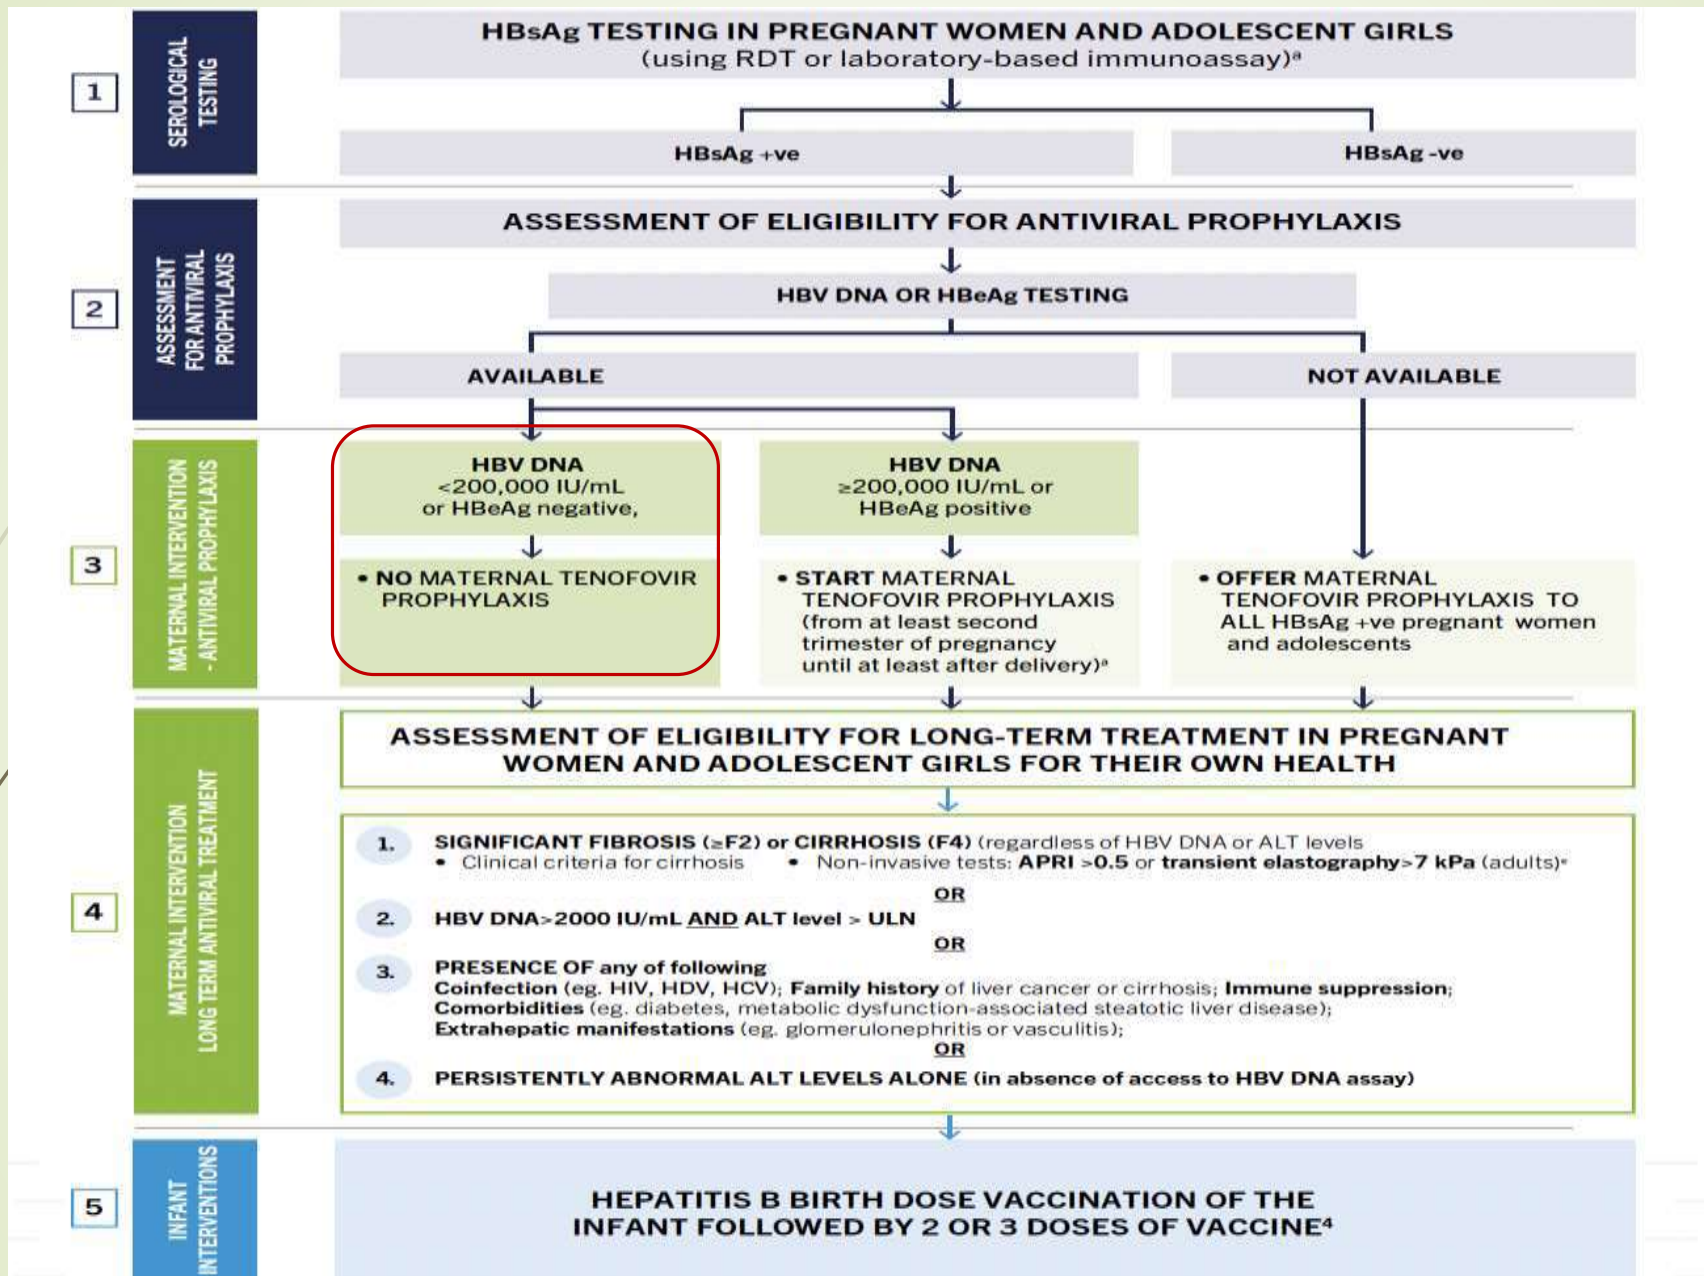 1
SEROLOGICAL
TESTING
HBsAg TESTING IN PREGNANT WOMEN AND ADOLESCENT GIRLS
(using RDT or laboratory-based immunoassay)ᵃ
HBsAg +ve
HBsAg -ve
2
ASSESSMENT
FOR ANTIVIRAL
PROPHYLAXIS
ASSESSMENT OF ELIGIBILITY FOR ANTIVIRAL PROPHYLAXIS
HBV DNA OR HBeAg TESTING
AVAILABLE
NOT AVAILABLE
3
MATERNAL INTERVENTION
- ANTIVIRAL PROPHYLAXIS
HBV DNA
<200,000 IU/mL
or HBeAg negative,
• NO MATERNAL TENOFOVIR
PROPHYLAXIS
HBV DNA
≥200,000 IU/mL or
HBeAg positive
• START MATERNAL
TENOFOVIR PROPHYLAXIS
(from at least second
trimester of pregnancy
until at least after delivery)ᵃ
• OFFER MATERNAL
TENOFOVIR PROPHYLAXIS TO
ALL HBsAg +ve pregnant women
and adolescents
4
MATERNAL INTERVENTION
LONG TERM ANTIVIRAL TREATMENT
ASSESSMENT OF ELIGIBILITY FOR LONG-TERM TREATMENT IN PREGNANT
WOMEN AND ADOLESCENT GIRLS FOR THEIR OWN HEALTH
1. SIGNIFICANT FIBROSIS (≥F2) or CIRRHOSIS (F4) (regardless of HBV DNA or ALT levels
• Clinical criteria for cirrhosis • Non-invasive tests: APRI >0.5 or transient elastography>7 kPa (adults)
OR
2. HBV DNA>2000 IU/mL AND ALT level > ULN
OR
3. PRESENCE OF any of following
Coinfection (eg. HIV, HDV, HCV); Family history of liver cancer or cirrhosis; Immune suppression;
Comorbidities (eg. diabetes, metabolic dysfunction-associated steatotic liver disease);
Extrahepatic manifestations (eg. glomerulonephritis or vasculitis);
OR
4. PERSISTENTLY ABNORMAL ALT LEVELS ALONE (in absence of access to HBV DNA assay)
5
INFANT
INTERVENTIONS
HEPATITIS B BIRTH DOSE VACCINATION OF THE
INFANT FOLLOWED BY 2 OR 3 DOSES OF VACCINE⁴